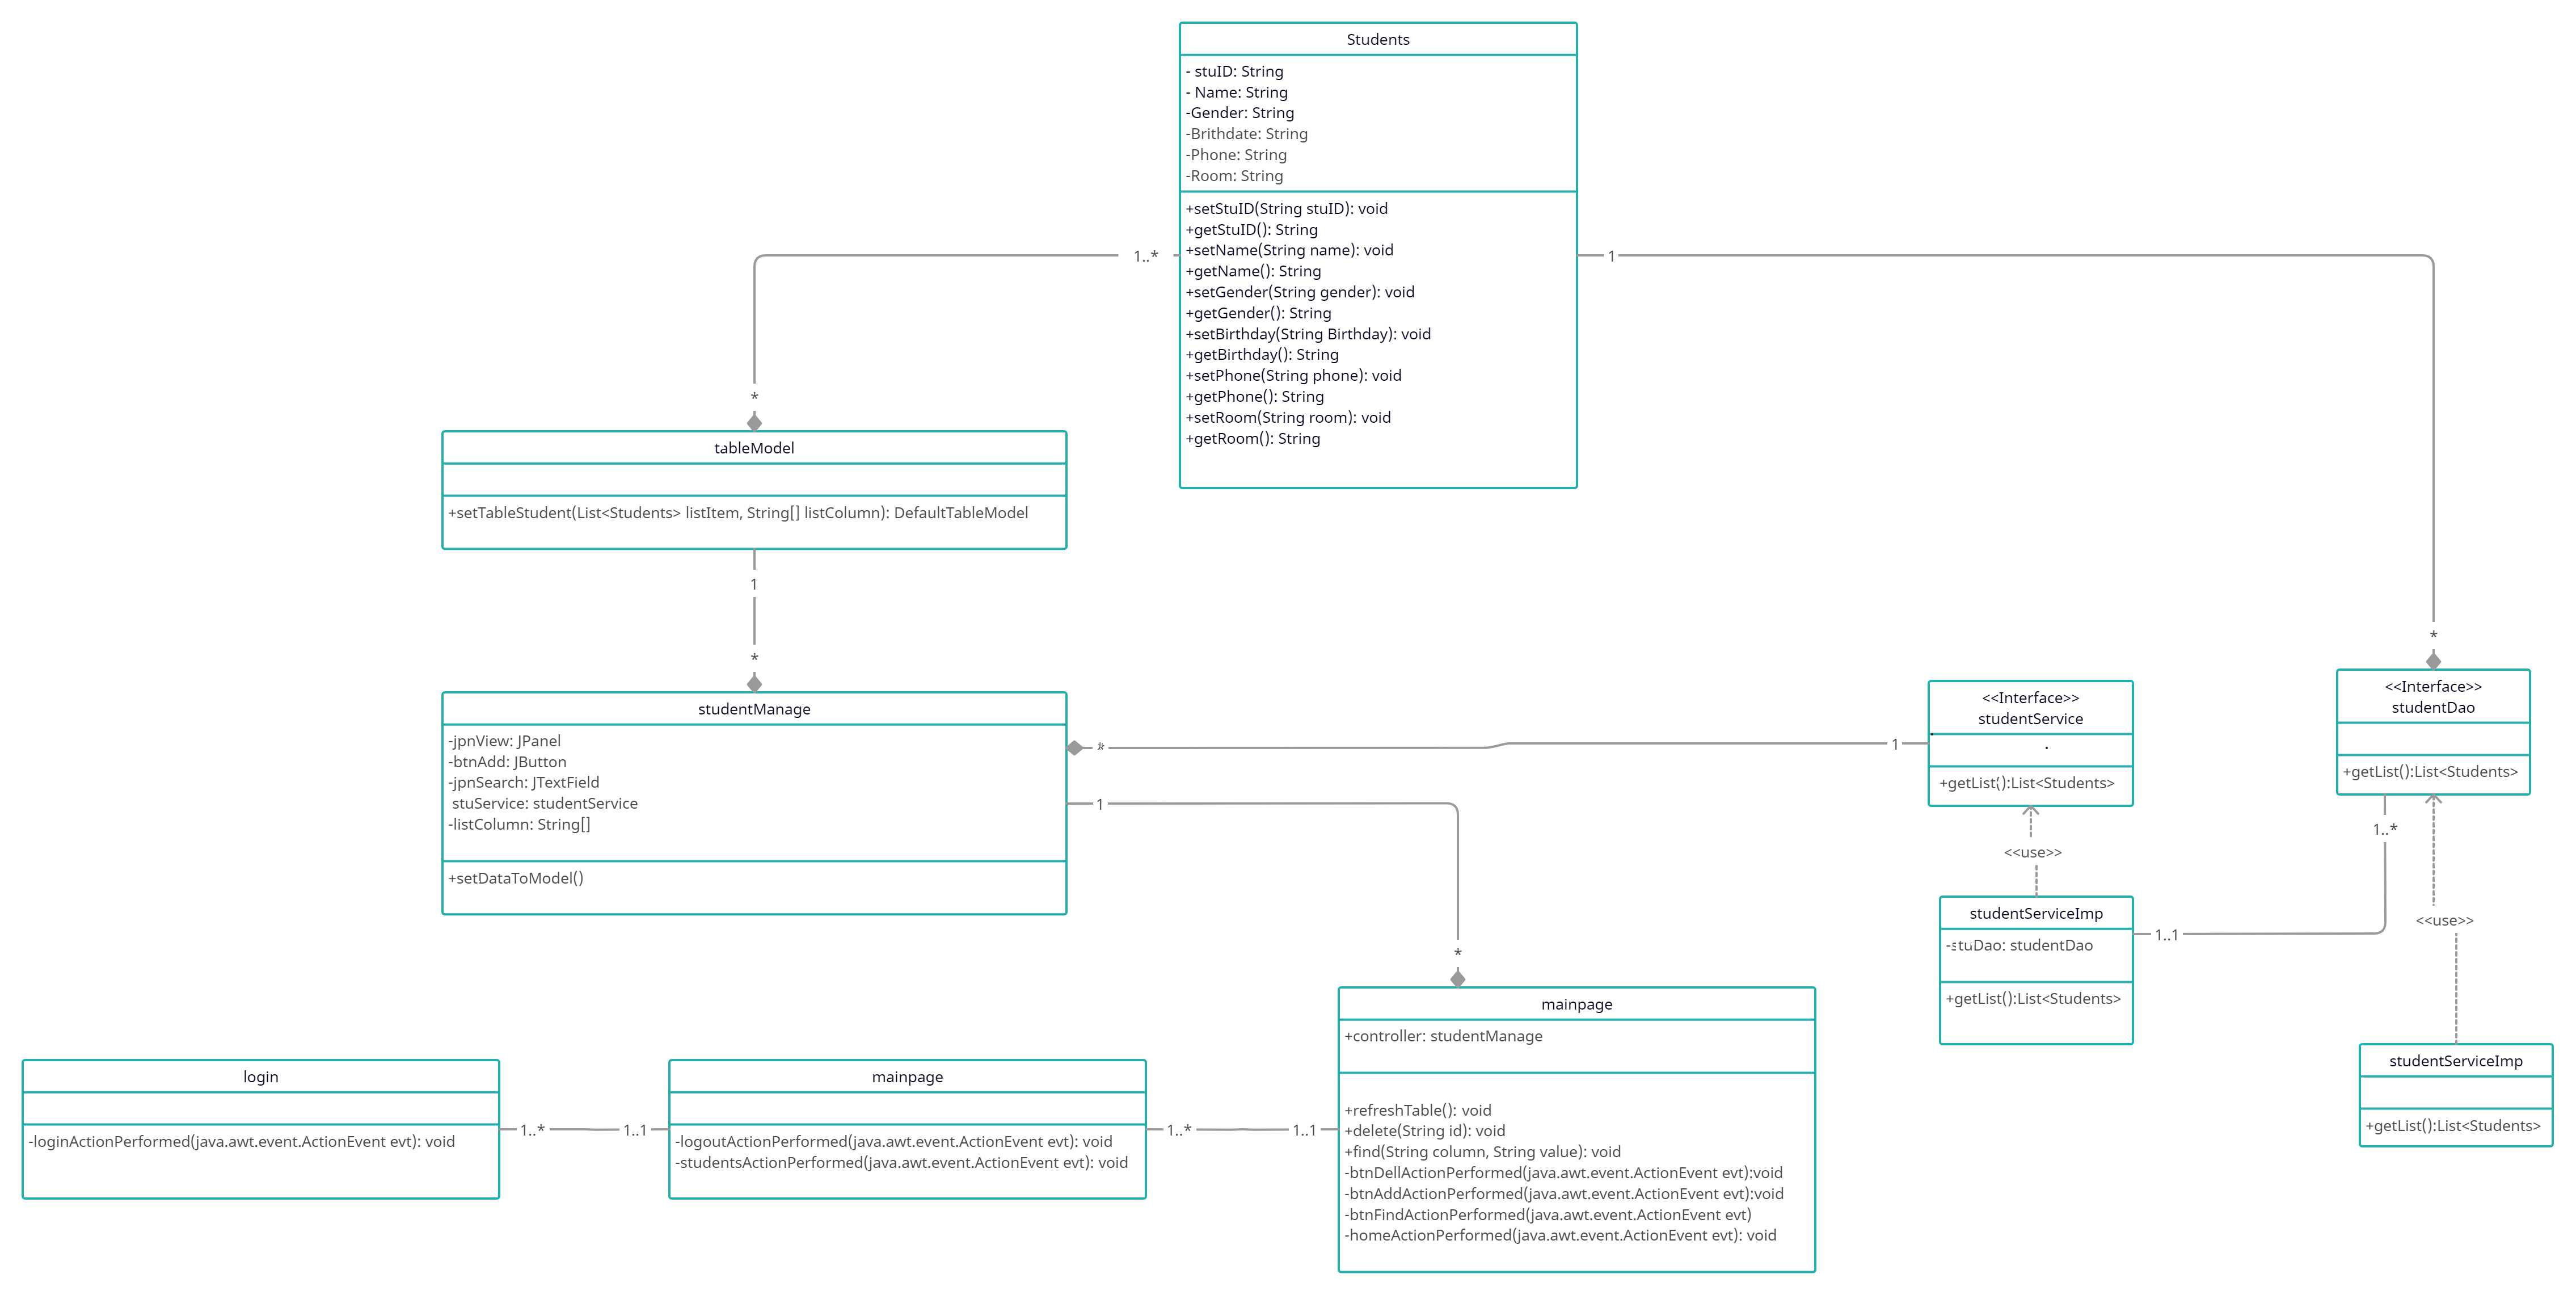 Students
- stuID: String
- Name: String
-Gender: String
-Brithdate: String
-Phone: String
-Room: String
+setStuID(String stuID): void
+getStuID(): String
+setName(String name): void
+getName(): String
+setGender(String gender): void
+getGender(): String
+setBirthday(String Birthday): void
+getBirthday(): String
+setPhone(String phone): void
+getPhone(): String
+setRoom(String room): void
+getRoom(): String
1..*
1
*
tableModel
+setTableStudent(List<Students> listItem, String[] listColumn): DefaultTableModel
1
*
studentManage
-jpnView: JPanel
-btnAdd: JButton
-jpnSearch: JTextField
stuService: studentService
-listColumn: String[]
+setDataToModel()
*
1
1
*
<<Interface>>
studentService
+getList():List<Students>
*
<<Interface>>
studentDao
+getList():List<Students>
<<use>>
1..*
<<use>>
studentServiceImp
-stuDao: studentDao
+getList():List<Students>
1..1
studentServiceImp
+getList():List<Students>
login
-loginActionPerformed(java.awt.event.ActionEvent evt): void
1..*
1..1
mainpage
-logoutActionPerformed(java.awt.event.ActionEvent evt): void
-studentsActionPerformed(java.awt.event.ActionEvent evt): void
1..*
1..1
mainpage
+controller: studentManage
+refreshTable(): void
+delete(String id): void
+find(String column, String value): void
-btnDellActionPerformed(java.awt.event.ActionEvent evt):void
-btnAddActionPerformed(java.awt.event.ActionEvent evt):void
-btnFindActionPerformed(java.awt.event.ActionEvent evt)
-homeActionPerformed(java.awt.event.ActionEvent evt): void